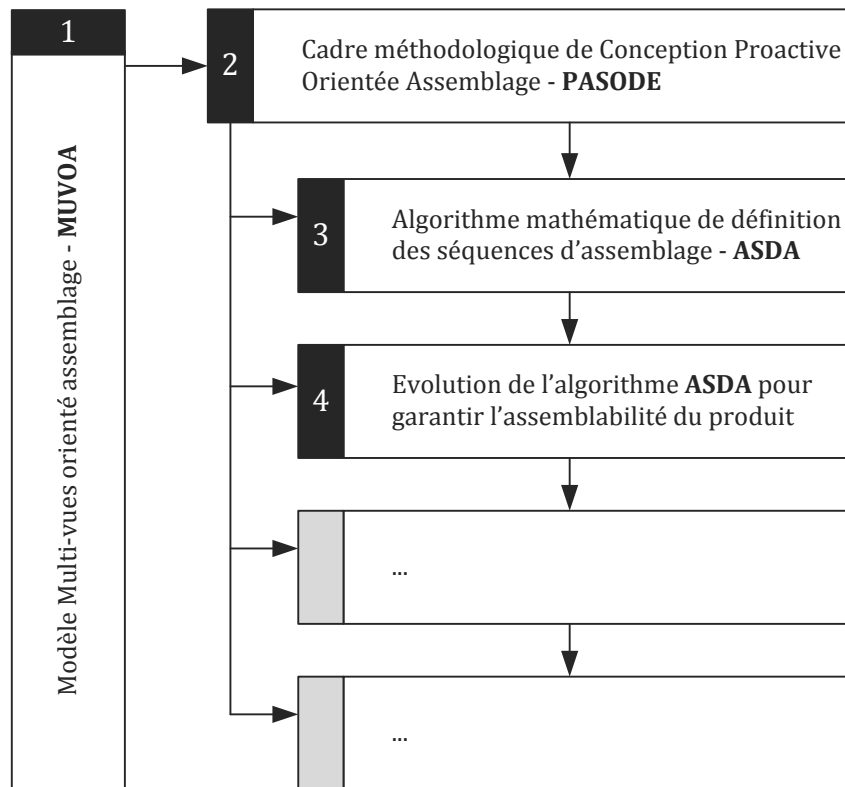 1
Modèle Multi-vues orienté assemblage - MUVOA
2
Cadre méthodologique de Conception Proactive
Orientée Assemblage - PASODE
3
Algorithme mathématique de définition
des séquences d’assemblage - ASDA
4
Evolution de l’algorithme ASDA pour
garantir l’assemblabilité du produit
...
...